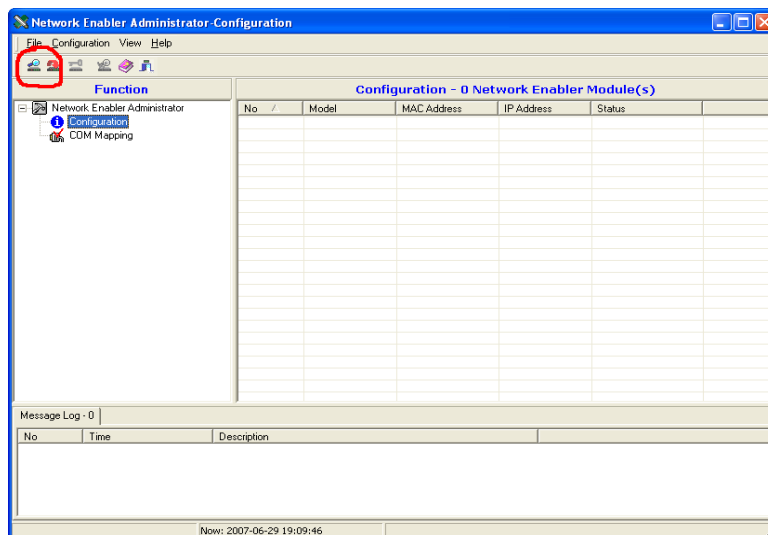 Network Enabler Administrator-Configuration
File Configuration View Help
Function
Configuration - 0 Network Enabler Module(s)
Network Enabler Administrator
Configuration
COM Mapping
No / Model MAC Address IP Address Status
Message Log - 0
No Time Description
Now: 2007-06-29 19:09:46